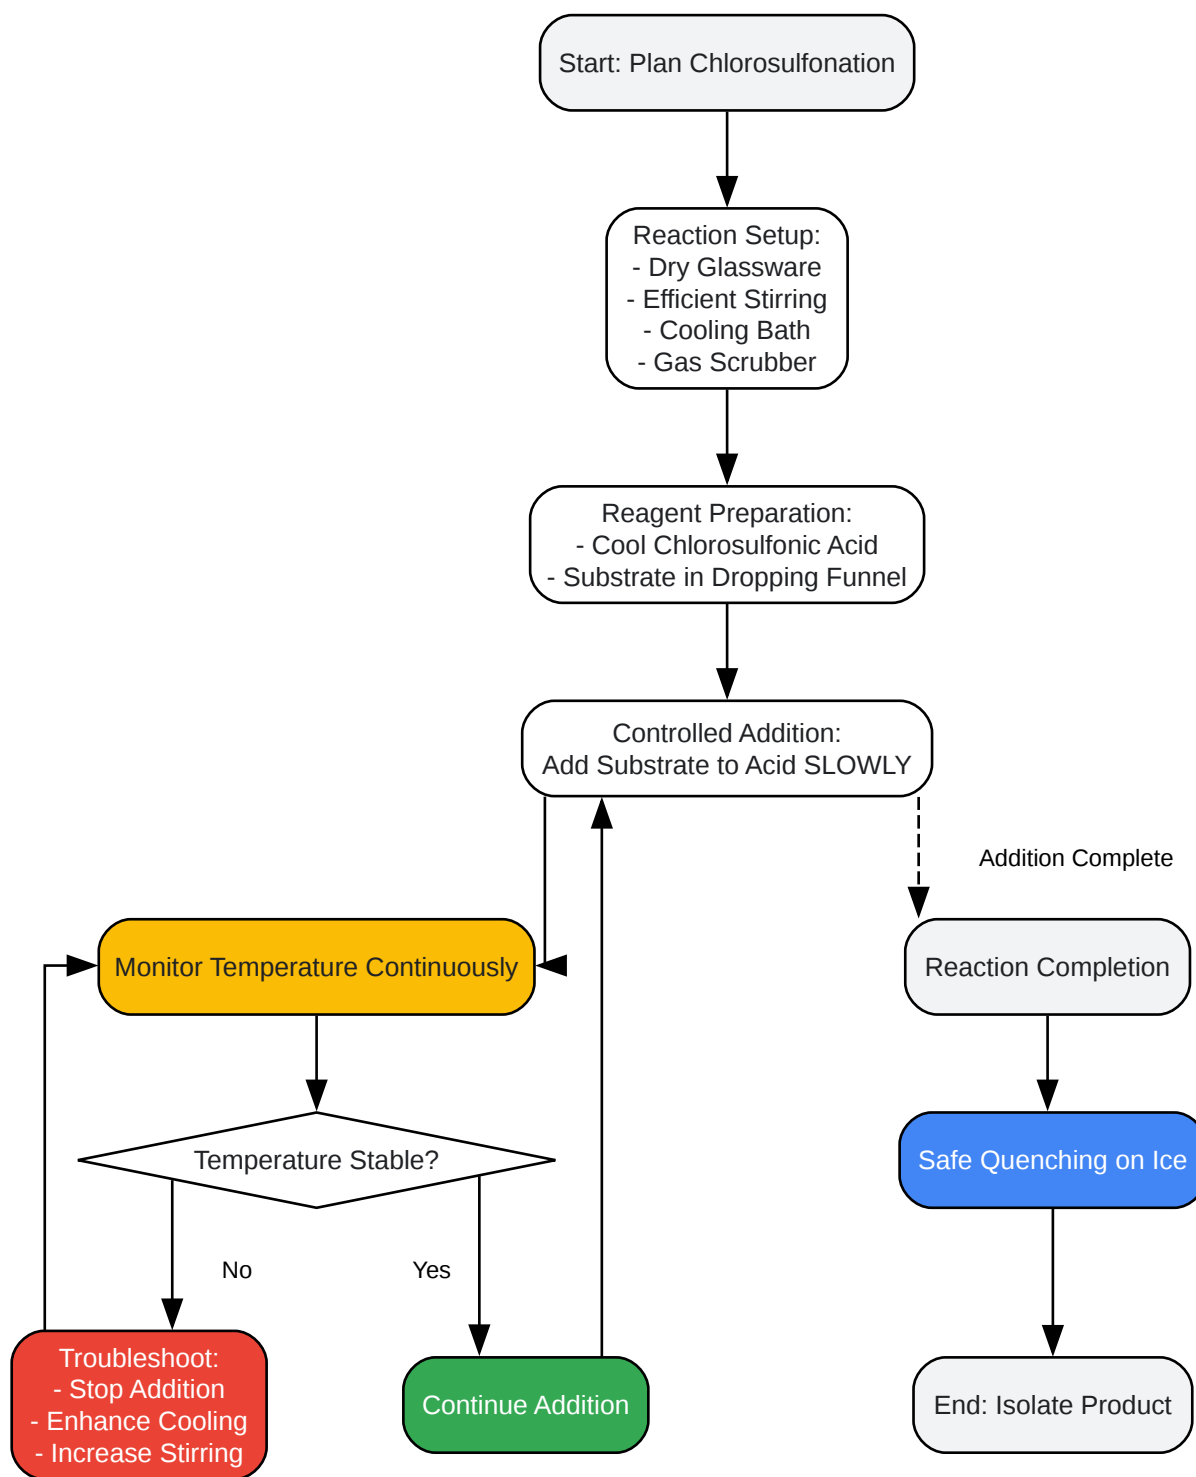 Start: Plan Chlorosulfonation
Reaction Setup:
- Dry Glassware
- Efficient Stirring
- Cooling Bath
- Gas Scrubber
Reagent Preparation:
- Cool Chlorosulfonic Acid
- Substrate in Dropping Funnel
Controlled Addition:
Add Substrate to Acid SLOWLY
Addition Complete
Monitor Temperature Continuously
Reaction Completion
Temperature Stable?
Safe Quenching on Ice
No
Yes
Troubleshoot:
- Stop Addition
- Enhance Cooling
- Increase Stirring
Continue Addition
End: Isolate Product